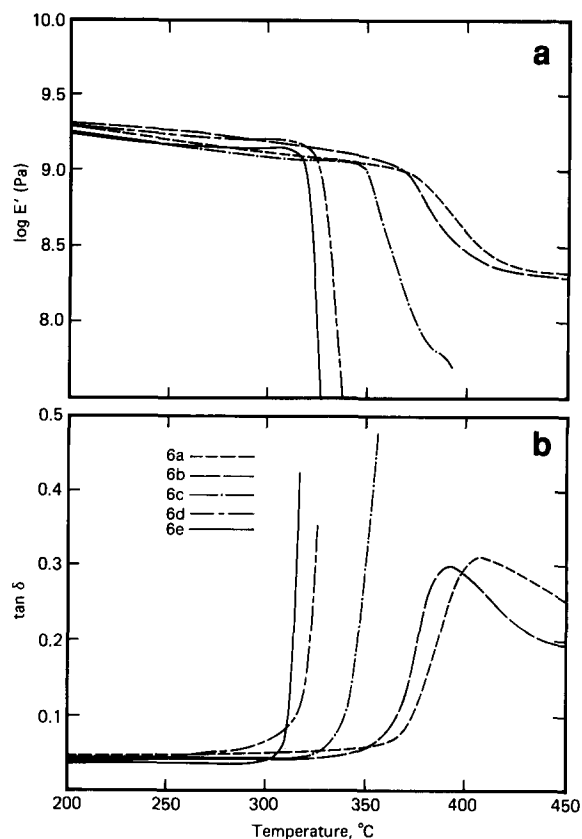 a
10.0
9.5
9.0
8.5
8.0
log E′ (Pa)
b
0.5
0.4
0.3
0.2
0.1
tan δ
6a
6b
6c
6d
6e
200 250 300 350 400 450
Temperature, °C